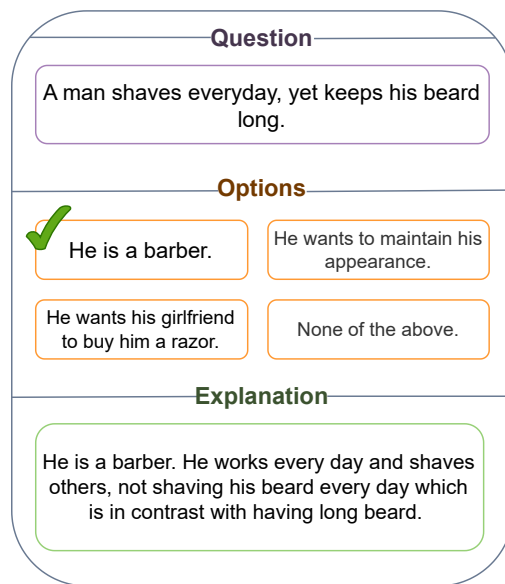 Question
A man shaves everyday, yet keeps his beard
long.
Options
He is a barber.
He wants to maintain his
appearance.
He wants his girlfriend
to buy him a razor.
None of the above.
Explanation
He is a barber. He works every day and shaves
others, not shaving his beard every day which
is in contrast with having long beard.